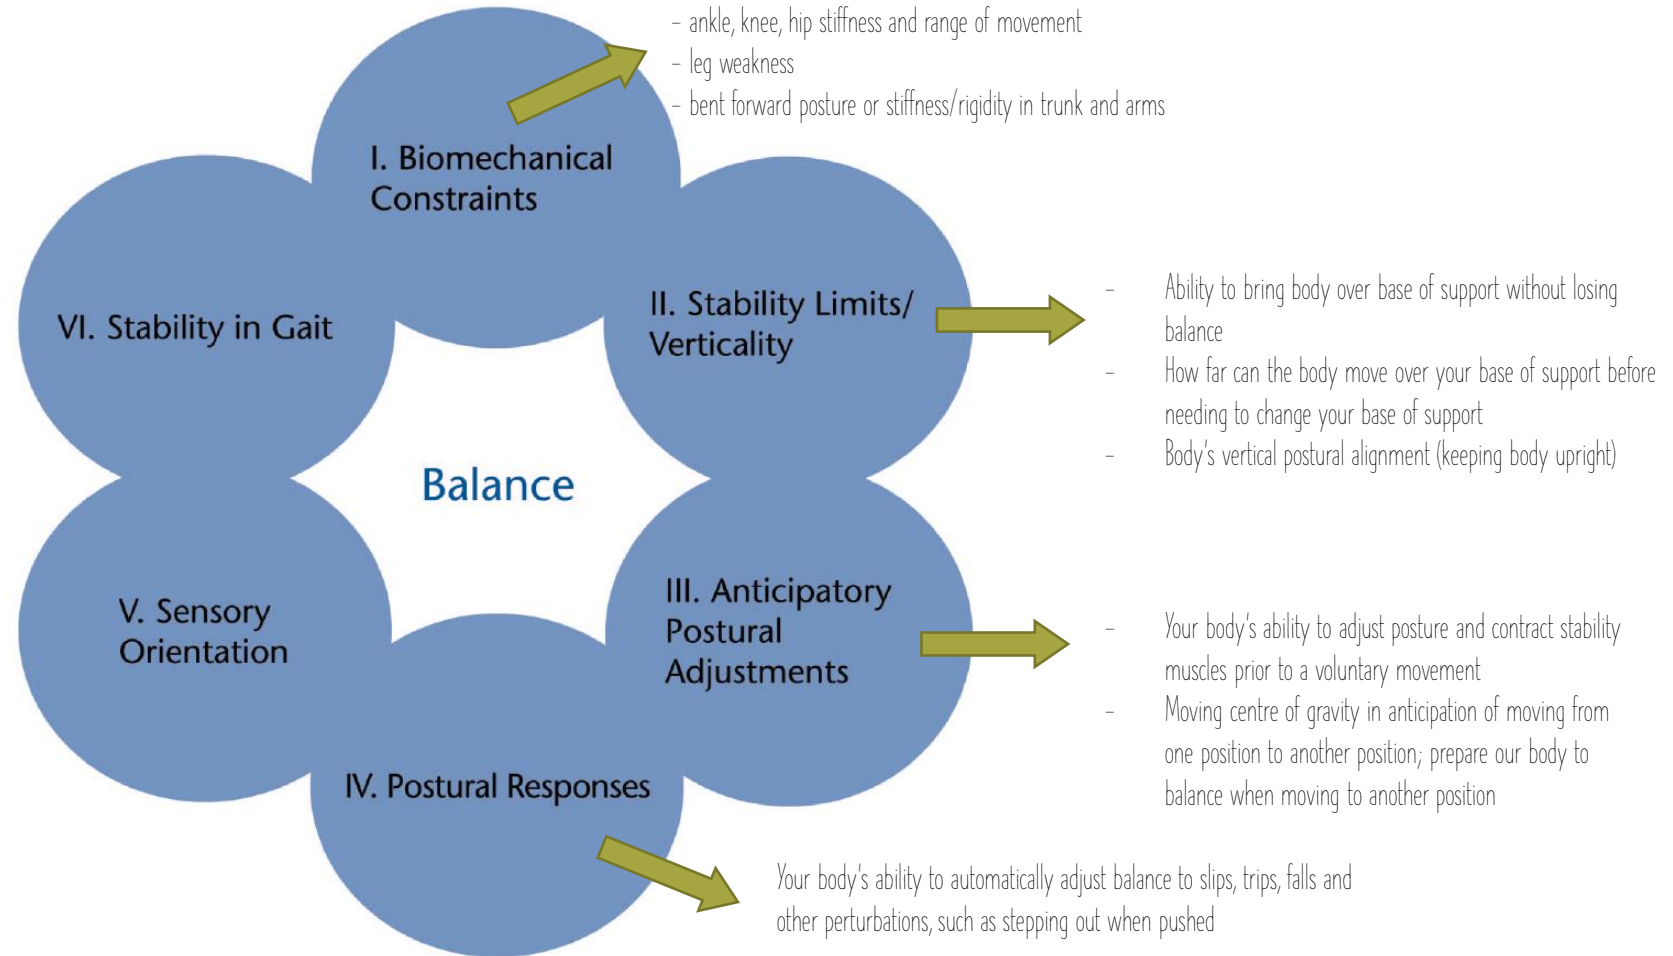 - ankle, knee, hip stiffness and range of movement
- leg weakness
- bent forward posture or stiffness/rigidity in trunk and arms
I. Biomechanical
Constraints
II. Stability Limits/
Verticality
- Ability to bring body over base of support without losing
balance
- How far can the body move over your base of support before
needing to change your base of support
- Body's vertical postural alignment (keeping body upright)
VI. Stability in Gait
Balance
III. Anticipatory
Postural
Adjustments
- Your body's ability to adjust posture and contract stability
muscles prior to a voluntary movement
- Moving centre of gravity in anticipation of moving from
one position to another position; prepare our body to
balance when moving to another position
V. Sensory
Orientation
IV. Postural Responses
Your body's ability to automatically adjust balance to slips, trips, falls and
other perturbations, such as stepping out when pushed